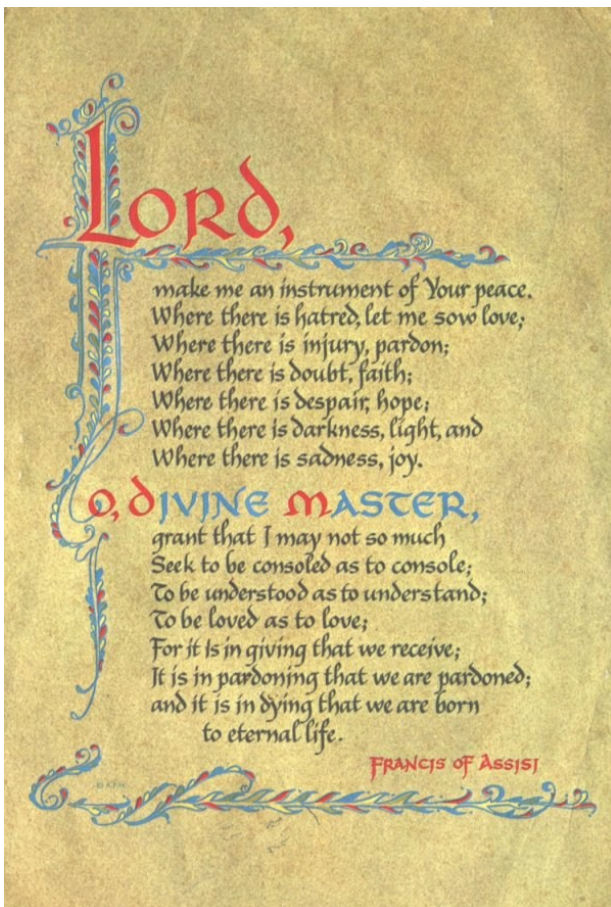 Lord,
make me an instrument of Your peace.
Where there is hatred, let me sow love;
Where there is injury, pardon;
Where there is doubt, faith;
Where there is despair, hope;
Where there is darkness, light, and
Where there is sadness, joy.
O, Divine Master,
grant that I may not so much
Seek to be consoled as to console;
To be understood as to understand;
To be loved as to love;
For it is in giving that we receive;
It is in pardoning that we are pardoned;
and it is in dying that we are born
to eternal life.
Francis of Assisi